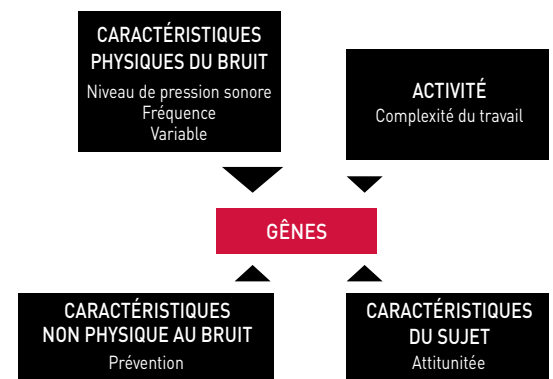 CARACTÉRISTIQUES
PHYSIQUES DU BRUIT
Niveau de pression sonore
Fréquence
Variable
ACTIVITÉ
Complexité du travail
GÊNES
CARACTÉRISTIQUES
NON PHYSIQUE AU BRUIT
Prévention
CARACTÉRISTIQUES
DU SUJET
Attitunitée